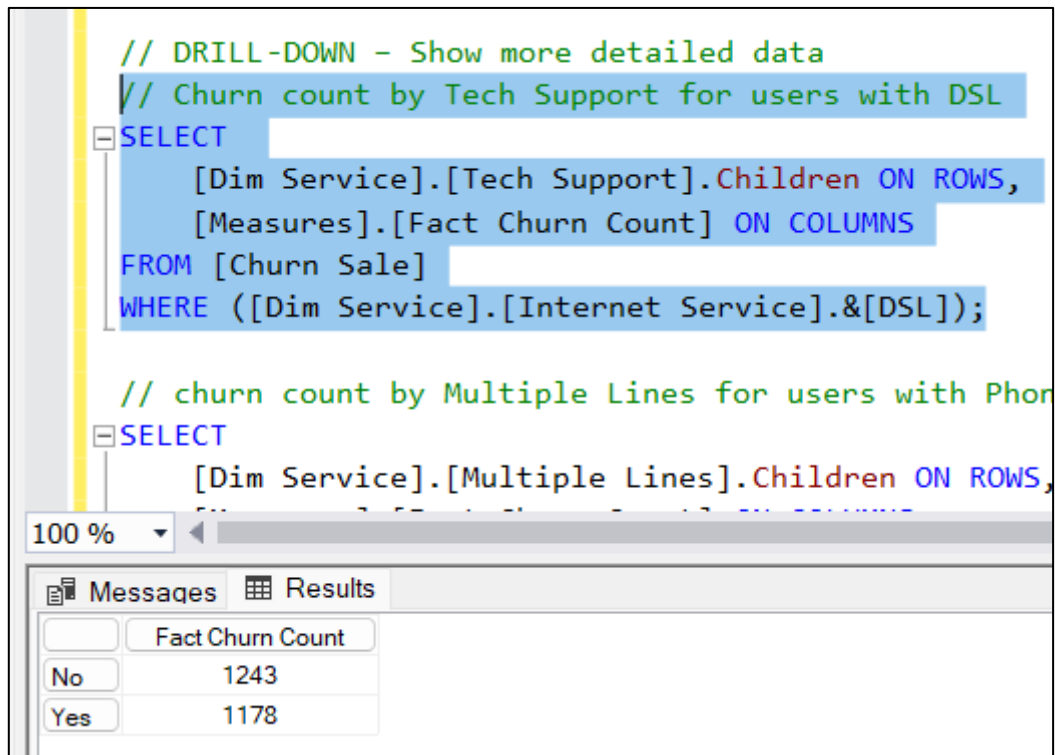 // DRILL-DOWN – Show more detailed data
// Churn count by Tech Support for users with DSL
SELECT
[Dim Service].[Tech Support].Children ON ROWS,
[Measures].[Fact Churn Count] ON COLUMNS
FROM [Churn Sale]
WHERE ([Dim Service].[Internet Service].&[DSL]);
// churn count by Multiple Lines for users with Phon
SELECT
[Dim Service].[Multiple Lines].Children ON ROWS,
100 %
Messages Results
Fact Churn Count
No 1243
Yes 1178